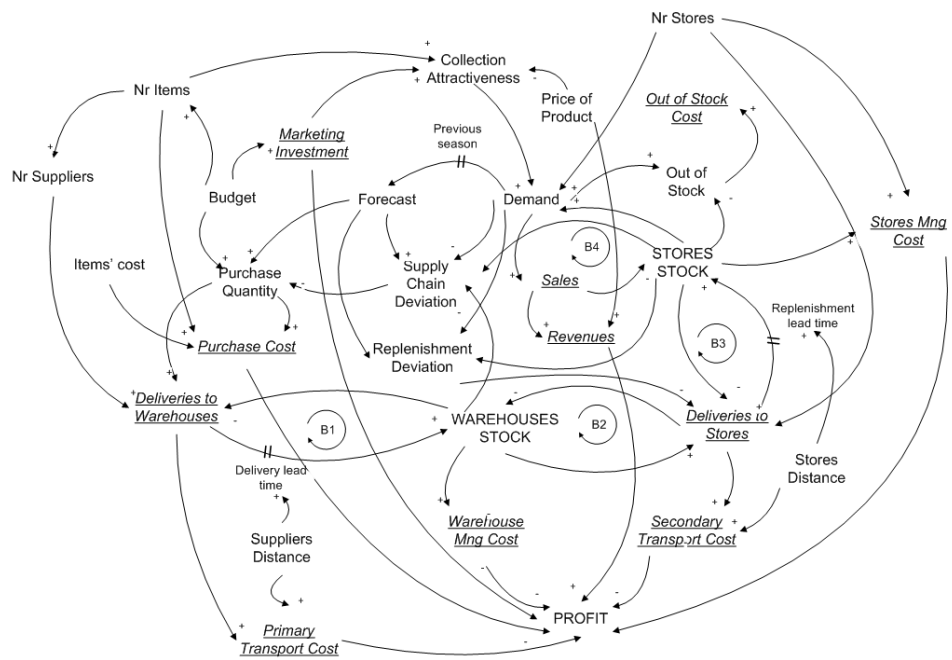 Nr Stores
+
Collection
Attractiveness
+
-
Nr Items
+
Price of
Product
Out of Stock
Cost
+
Marketing
Investment
+
Previous
season
+
Nr Suppliers
Budget
Forecast
Demand
+
+
+
+
Out of
Stock
-
+
Stores Mng
Cost
+
Items' cost
+
+
Purchase
Quantity
-
+
-
Supply
Chain
Deviation
-
B4
STORES
STOCK
-
+
+
Sales
+
+
+
Purchase Cost
+
-
Replenishment
Deviation
+
Revenues
+
B3
Replenishment
lead time
+
+
Deliveries to
Warehouses
+
-
B1
+
WAREHOUSES
STOCK
-
B2
-
-
+
Deliveries to
Stores
+
Delivery lead
time
+
Stores
Distance
Suppliers
Distance
+
+
Warehouse
Mng Cost
+
Secondary
Transport Cost
+
-
+
-
-
PROFIT
+
Primary
Transport Cost
-